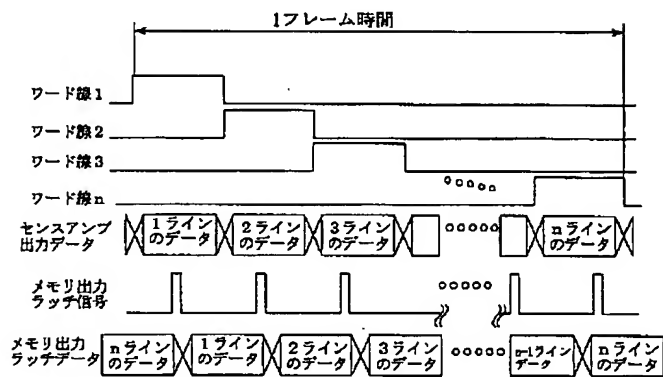 1フレーム時間
ワード線1
ワード線2
ワード線3
ワード線n
センスアンプ
出力データ
1ライン
のデータ
2ライン
のデータ
3ライン
のデータ
nライン
のデータ
メモリ出力
ラッチ信号
メモリ出力
ラッチデータ
nライン
のデータ
1ライン
のデータ
2ライン
のデータ
3ライン
のデータ
n-1ライン
データ
nライン
のデータ